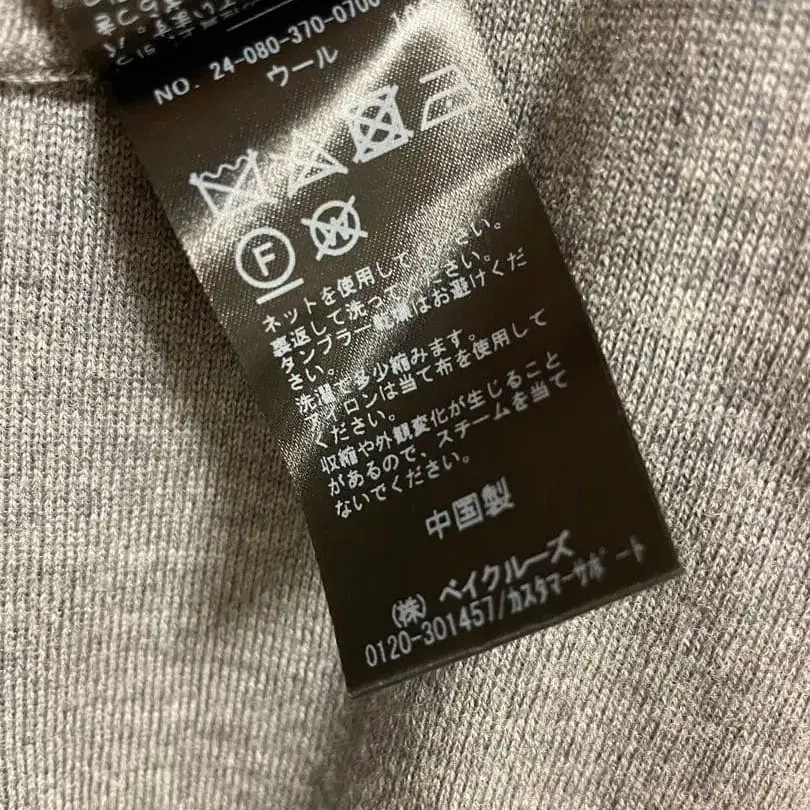 NO. 24-080-370-0700
ウール
F W
ネットを使用してください。
裏返して洗ってください。
タンブラー乾燥はお避けくだ
さい。
洗濯で多少縮みます。
アイロンは当て布を使用して
ください。
収縮や外観変化が生じること
があるので、スチームを当て
ないでください。
中国製
(株) ベイクルーズ
0120-301457/カスタマーサポート